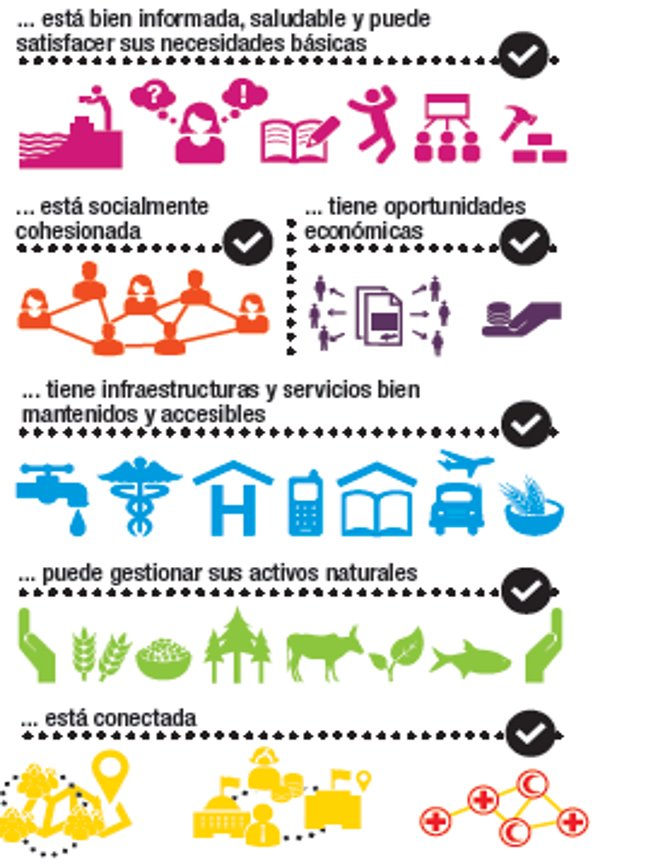 ... está bien informada, saludable y puede
satisfacer sus necesidades básicas
? !
... está socialmente
cohesionada
... tiene oportunidades
económicas
... tiene infraestructuras y servicios bien
mantenidos y accesibles
H
... puede gestionar sus activos naturales
... está conectada